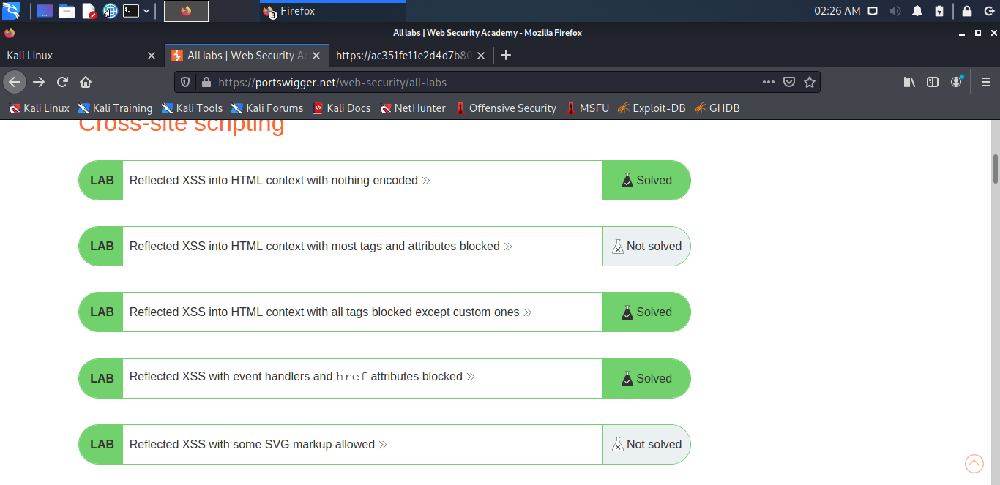 Firefox
02:26 AM
3
All labs | Web Security Academy - Mozilla Firefox
Kali Linux
All labs | Web Security Ac
https://ac351fe11e2d4d7b80
https://portswigger.net/web-security/all-labs
Kali Linux Kali Training Kali Tools Kali Forums Kali Docs NetHunter Offensive Security MSFU Exploit-DB GHDB
Cross-site scripting
LAB Reflected XSS into HTML context with nothing encoded Solved
LAB Reflected XSS into HTML context with most tags and attributes blocked Not solved
LAB Reflected XSS into HTML context with all tags blocked except custom ones Solved
LAB Reflected XSS with event handlers and href attributes blocked Solved
LAB Reflected XSS with some SVG markup allowed Not solved